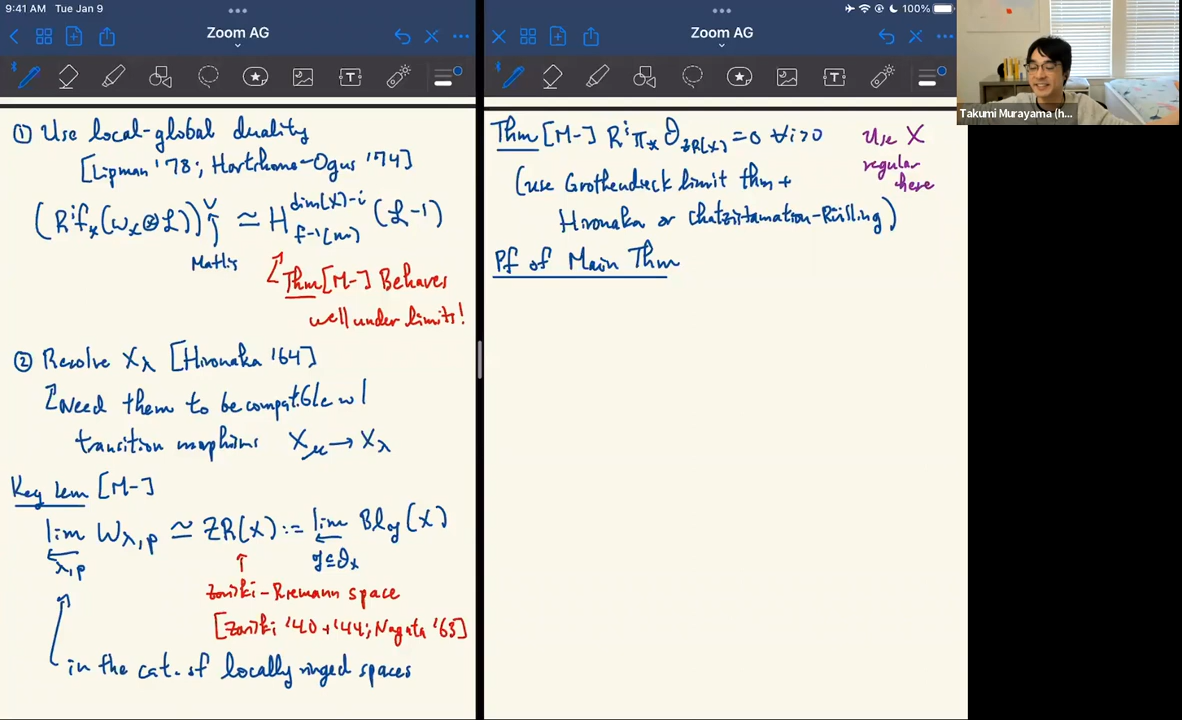 9:41 AM Tue Jan 9
100%
Zoom AG
Zoom AG
Takumi Murayama (h...
① Use local-global duality
[Lipman '78; Hartshorne-Ogus '74]
(Rⁱf_*(ω_X⊗ℒ))^∨ ≃ H^{dim(X)-i}_{f^{-1}(m)}(ℒ^{-1})
Matlis
Thm [M-] Behaves
well under limits!
② Resolve X_λ [Hironaka '64]
Need them to be compatible w/
transition morphisms X_μ → X_λ
Key lem [M-]
lim W_{λ,p} ≃ ZR(X) := lim Bl_𝒥(X)
← λ,p
← 𝒥⊆𝒪_X
Zariski-Riemann space
[Zariski '40+'44; Nagata '63]
in the cat. of locally ringed spaces
Thm [M-] Rⁱπ_* 𝒪_{ZR(X)} = 0 ∀i>0
Use X
regular
here
(use Grothendieck limit thm +
Hironaka or Chatzistamatiou-Rülling)
Pf of Main Thm